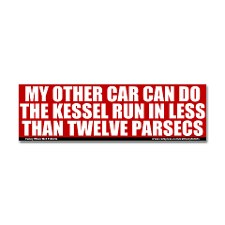 MY OTHER CAR CAN DO
THE KESSEL RUN IN LESS
THAN TWELVE PARSECS